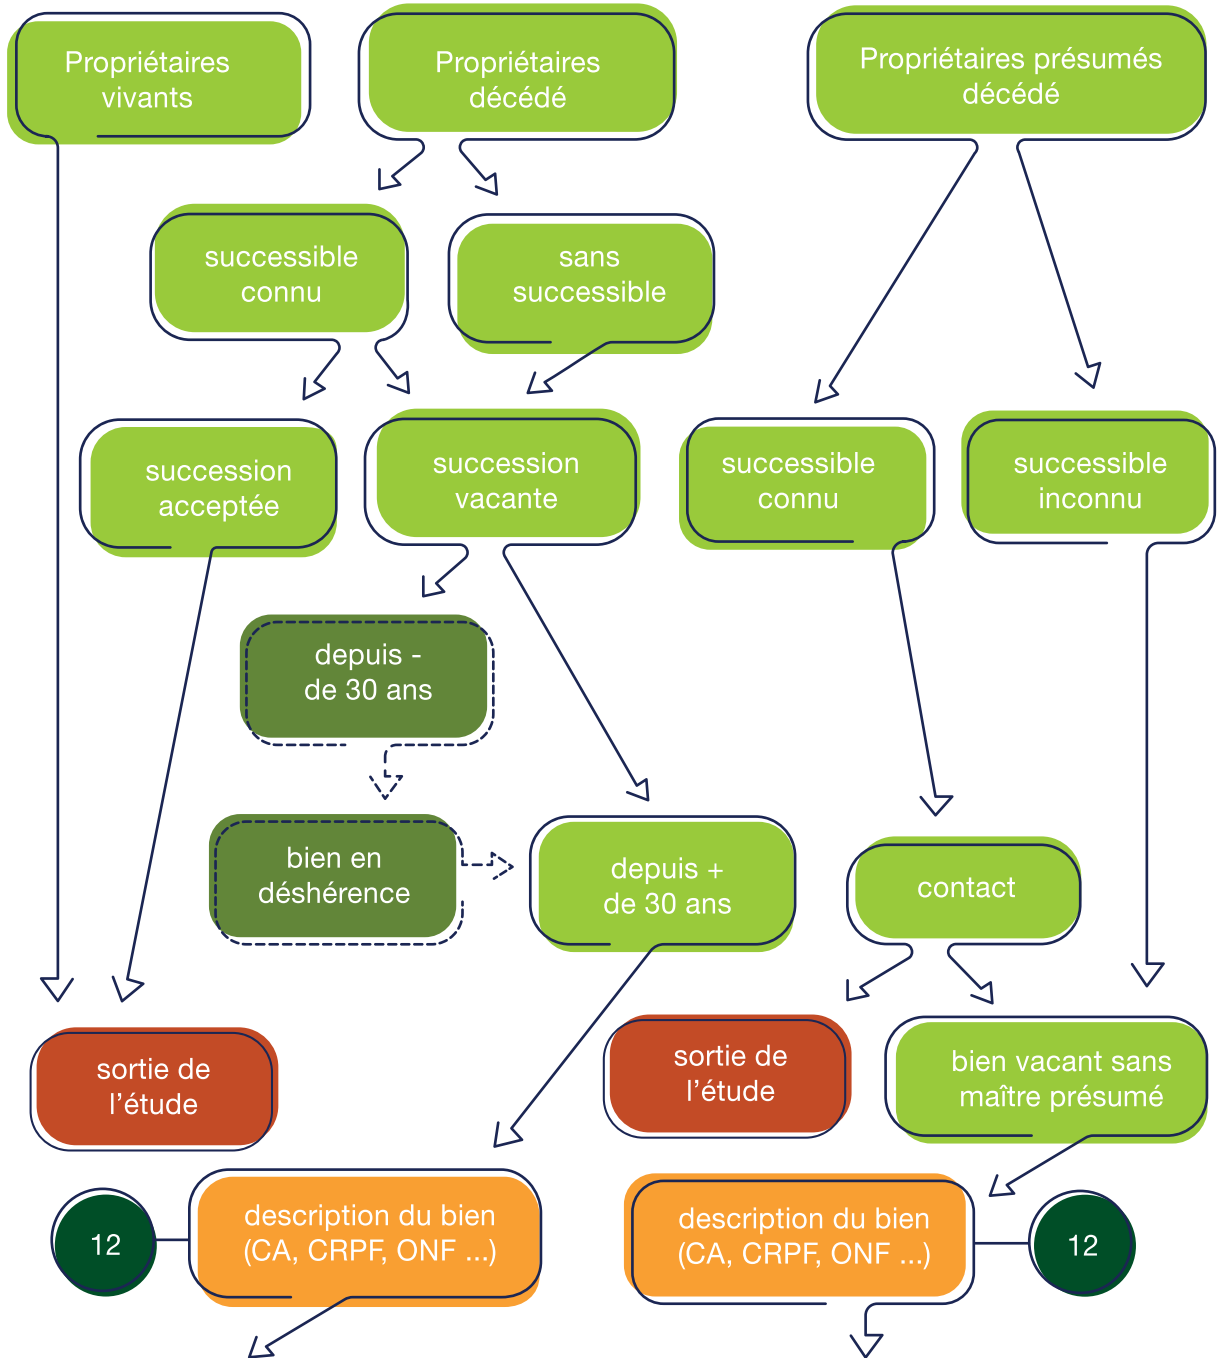 Propriétaires
vivants
Propriétaires
décédé
Propriétaires présumés
décédé
successible
connu
sans
successible
succession
acceptée
succession
vacante
successible
connu
successible
inconnu
depuis -
de 30 ans
bien en
déshérence
depuis +
de 30 ans
contact
sortie de
l’étude
sortie de
l’étude
bien vacant sans
maître présumé
12
description du bien
(CA, CRPF, ONF ...)
description du bien
(CA, CRPF, ONF ...)
12